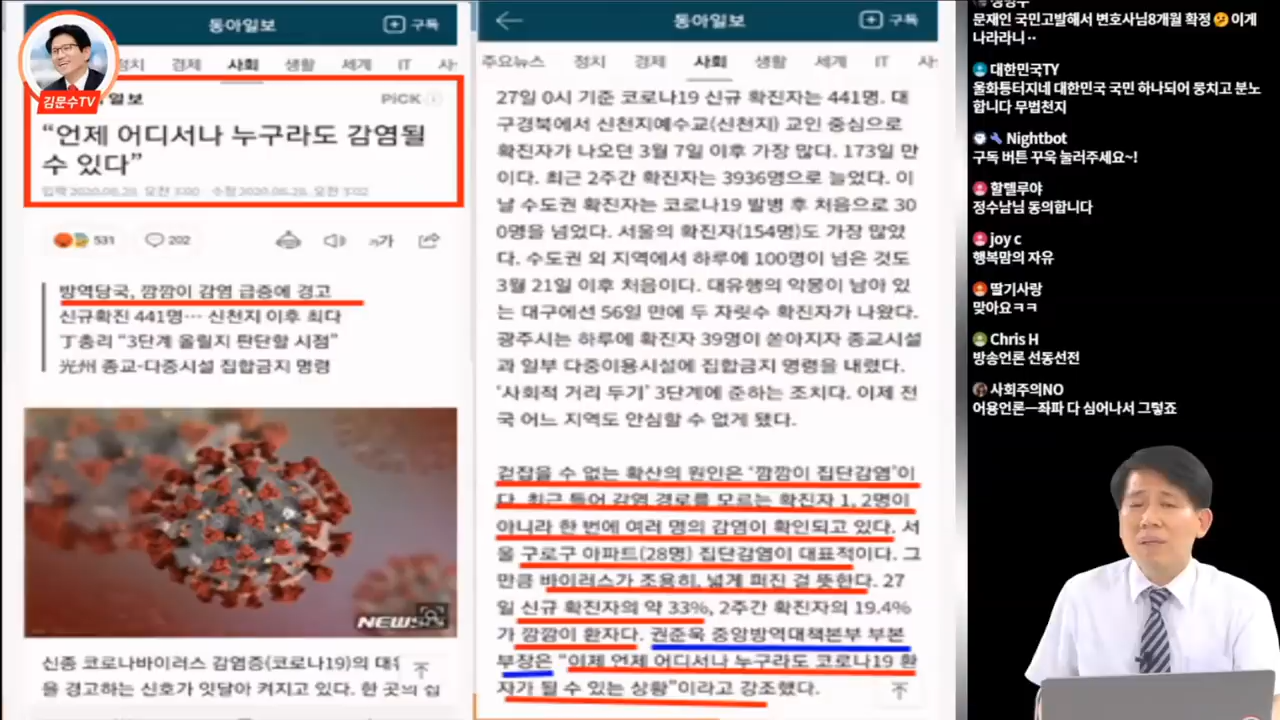 동아일보
구독
정치 경제 사회 생활 세계 IT
김문수TV
일보
PiCK
“언제 어디서나 누구라도 감염될
수 있다”
531
202
방역당국, 깜깜이 감염 급증에 경고
신규확진 441명… 신천지 이후 최다
丁총리 “3단계 올릴지 판단할 시점”
光州 종교-다중시설 집합금지 명령
NEWS
신종 코로나바이러스 감염증(코로나19)의 대유
을 경고하는 신호가 잇달아 켜지고 있다. 한 곳의 집
동아일보
구독
주요뉴스 정치 경제 사회 생활 세계 IT
27일 0시 기준 코로나19 신규 확진자는 441명. 대
구경북에서 신천지예수교(신천지) 교인 중심으로
확진자가 나오던 3월 7일 이후 가장 많다. 173일 만
이다. 최근 2주간 확진자는 3936명으로 늘었다. 이
날 수도권 확진자는 코로나19 발병 후 처음으로 30
0명을 넘었다. 서울의 확진자(154명)도 가장 많았
다. 수도권 외 지역에서 하루에 100명이 넘은 것도
3월 21일 이후 처음이다. 대유행의 악몽이 남아 있
는 대구에선 56일 만에 두 자릿수 확진자가 나왔다.
광주시는 하루에 확진자 39명이 쏟아지자 종교시설
과 일부 다중이용시설에 집합금지 명령을 내렸다.
‘사회적 거리 두기’ 3단계에 준하는 조치다. 이제 전
국 어느 지역도 안심할 수 없게 됐다.
걷잡을 수 없는 확산의 원인은 ‘깜깜이 집단감염’이
다. 최근 들어 감염 경로를 모르는 확진자 1, 2명이
아니라 한 번에 여러 명의 감염이 확인되고 있다. 서
울 구로구 아파트(28명) 집단감염이 대표적이다. 그
만큼 바이러스가 조용히, 넓게 퍼진 걸 뜻한다. 27
일 신규 확진자의 약 33%, 2주간 확진자의 19.4%
가 깜깜이 환자다. 권준욱 중앙방역대책본부 부본
부장은 “이제 언제 어디서나 누구라도 코로나19 환
자가 될 수 있는 상황”이라고 강조했다.
문재인 국민고발해서 변호사님8개월 확정🤔이게
나라라니··
대한민국TY
울화통터지네 대한민국 국민 하나되어 뭉치고 분노
합니다 무법천지
Nightbot
구독 버튼 꾸욱 눌러주세요~!
할텔루야
정수남님 동의합니다
joy c
행복맘의 자유
딸기사랑
맞아요ㅋㅋ
Chris H
방송언론 선동선전
사회주의NO
어용언론ㅡ좌파 다 심어나서 그렇죠